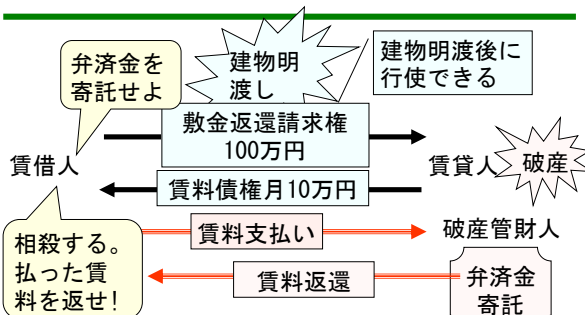 弁済金を
寄託せよ
建物明
渡し
建物明渡後に
行使できる
敷金返還請求権
100万円
賃借人
賃貸人
破産
賃料債権月10万円
相殺する。
払った賃
料を返せ!
賃料支払い
破産管財人
賃料返還
弁済金
寄託